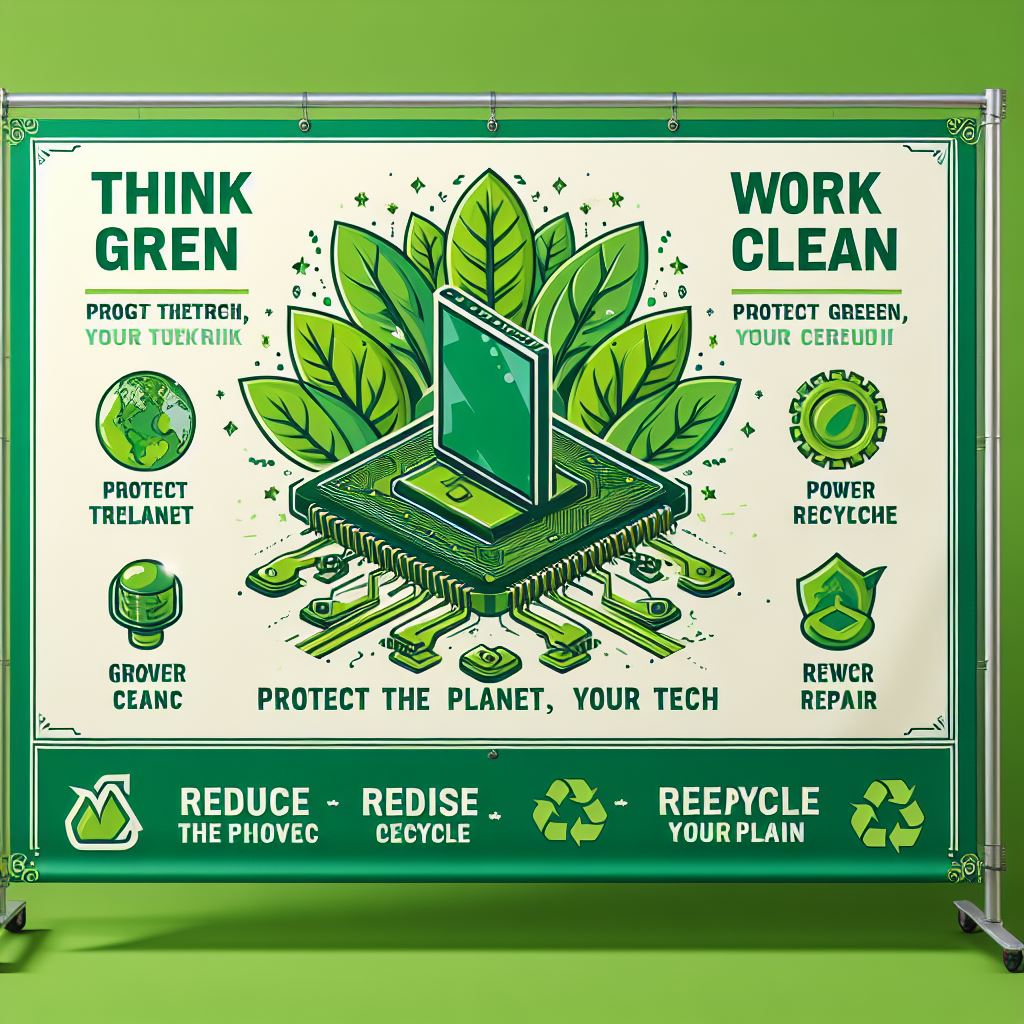 THINK
GREN
PROGT THETRGH,
YOUR TUEKRIIK
PROTECT
TRELANET
GROVER
CEANC
WORK
CLEAN
PROTECT GREEEN,
YOUR CEREUDII
POWER
RECYCCHE
REWCR
REPAIR
PROTECT THE PLANET, YOUR TECH
REDUCE - REDISE - REEPYCLE
THE PHOVEC CECYCLE YOUR PLAIN